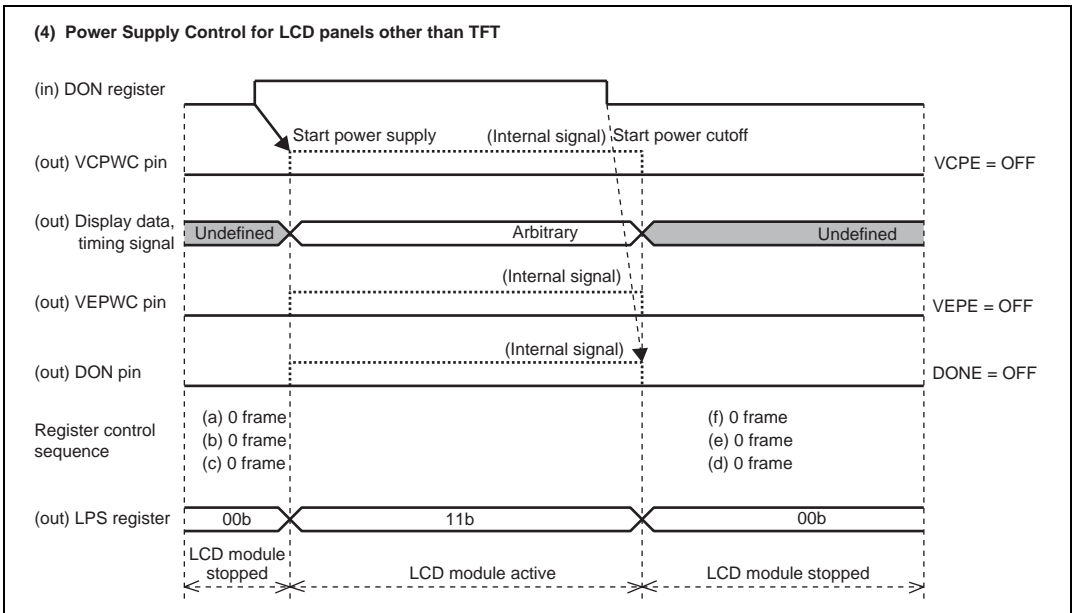 (4) Power Supply Control for LCD panels other than TFT
(in) DON register
Start power supply
(Internal signal)
Start power cutoff
(out) VCPWC pin
VCPE = OFF
(out) Display data,
timing signal
Undefined
Arbitrary
Undefined
(Internal signal)
(out) VEPWC pin
VEPE = OFF
(Internal signal)
(out) DON pin
DONE = OFF
Register control
sequence
(a) 0 frame
(b) 0 frame
(c) 0 frame
(f) 0 frame
(e) 0 frame
(d) 0 frame
(out) LPS register
00b
11b
00b
LCD module
stopped
LCD module active
LCD module stopped